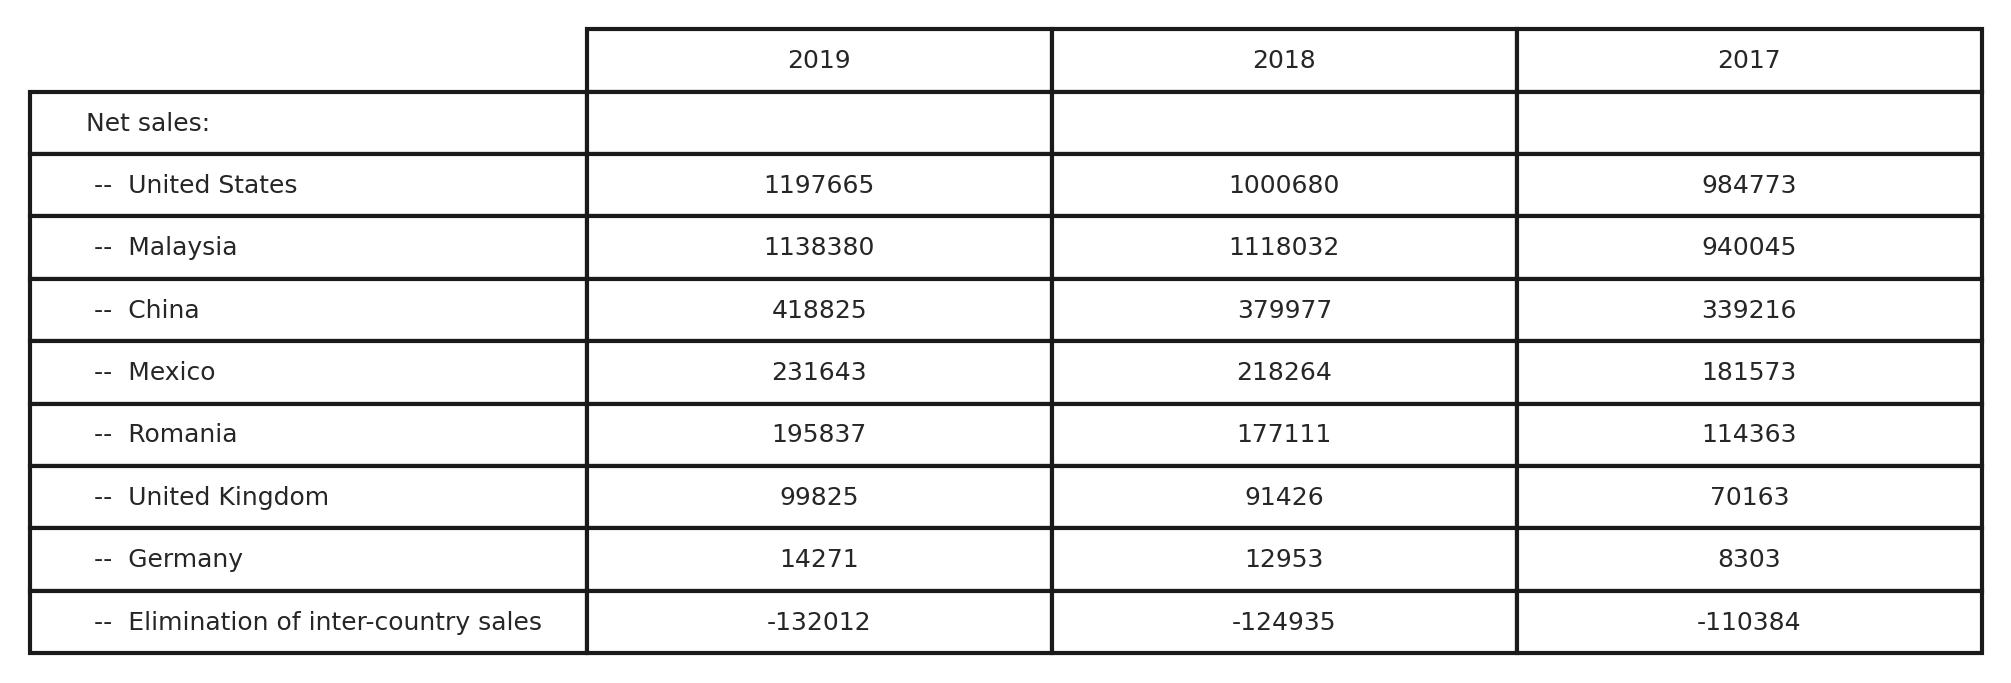 2019 2018 2017
Net sales:
-- United States 1197665 1000680 984773
-- Malaysia 1138380 1118032 940045
-- China 418825 379977 339216
-- Mexico 231643 218264 181573
-- Romania 195837 177111 114363
-- United Kingdom 99825 91426 70163
-- Germany 14271 12953 8303
-- Elimination of inter-country sales -132012 -124935 -110384